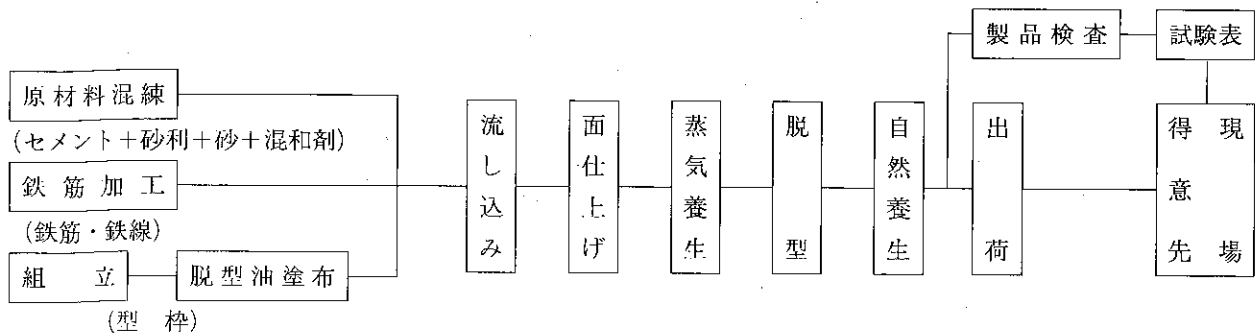 製品検査
試験表
原材料混練
(セメント+砂利+砂+混和剤)
鉄筋加工
(鉄筋・鉄線)
組立
脱型油塗布
(型枠)
流し込み
面仕上げ
蒸気養生
脱型
自然養生
出荷
現場
得意先